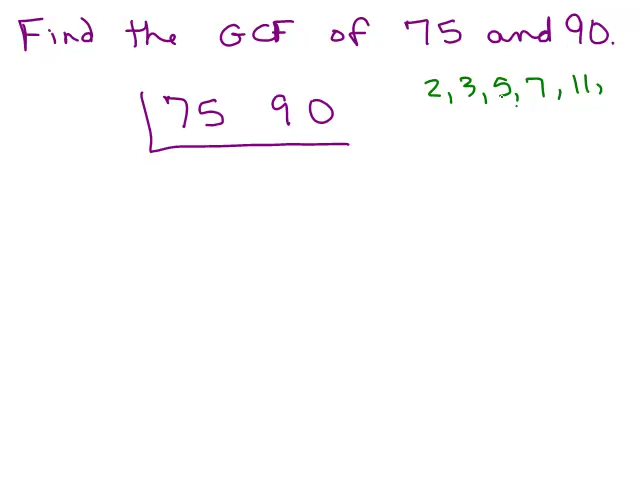 Find the GCF of 75 and 90.
2, 3, 5, 7, 11,
75 90